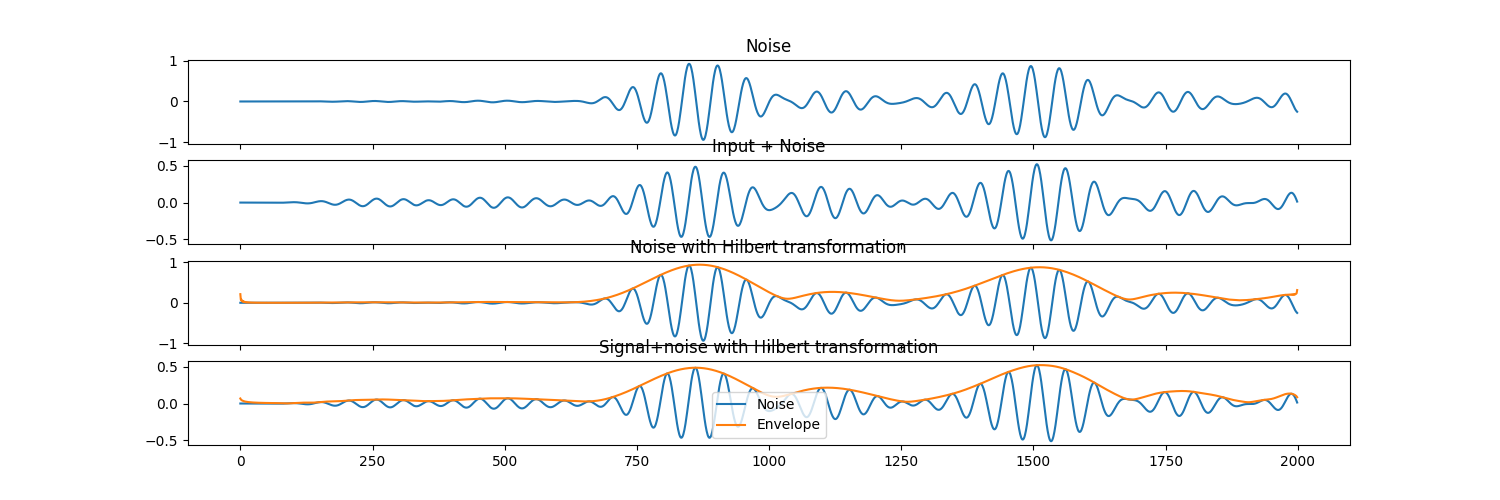 Noise
1
0
−1
Input + Noise
0.5
0.0
−0.5
Noise with Hilbert transformation
1
0
−1
Signal+noise with Hilbert transformation
0.5
0.0
−0.5
Noise
Envelope
0 250 500 750 1000 1250 1500 1750 2000